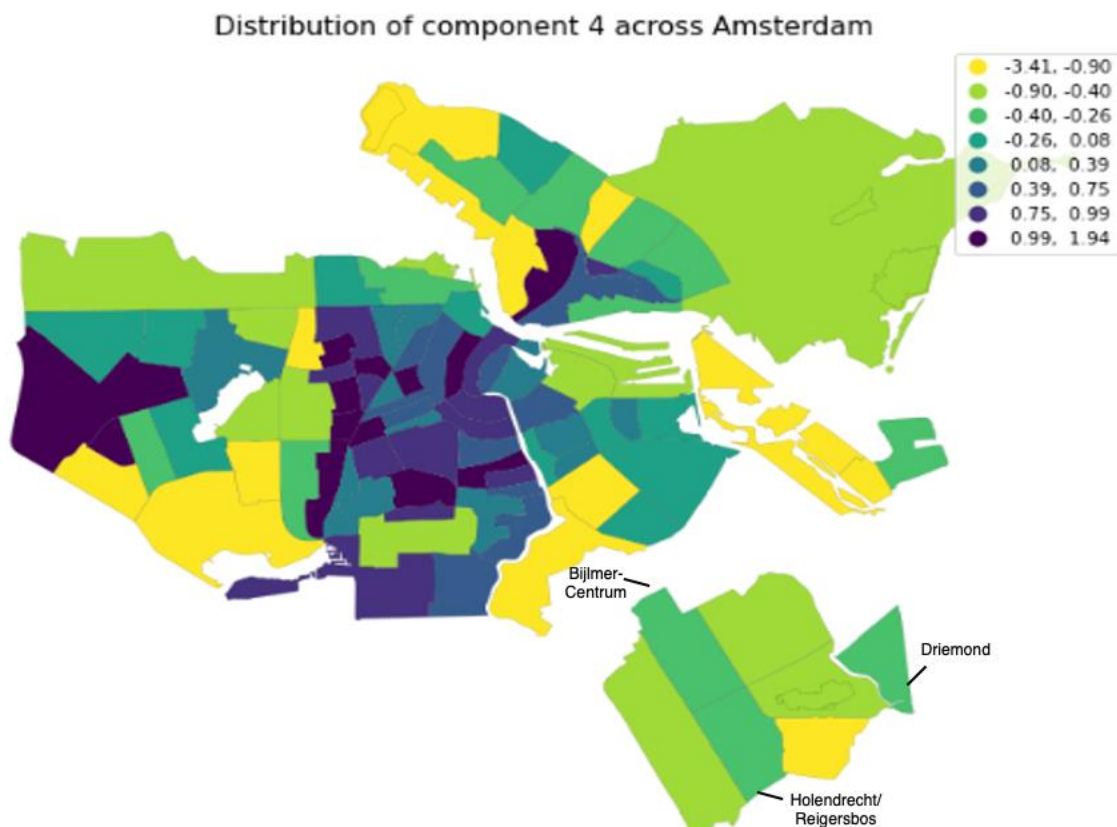 Distribution of component 4 across Amsterdam
-3.41, -0.90
-0.90, -0.40
-0.40, -0.26
-0.26, 0.08
0.08, 0.39
0.39, 0.75
0.75, 0.99
0.99, 1.94
Bijlmer-
Centrum
Driemond
Holendrecht/
Reigersbos